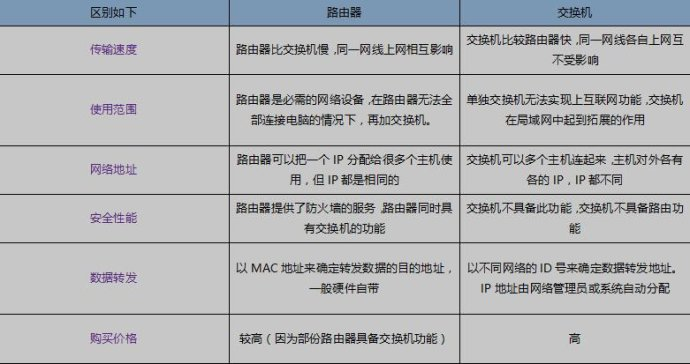 区别如下
路由器
交换机
传输速度
路由器比交换机慢，同一网线上网相互影响
交换机比较路由器快，同一网线各自上网互
不受影响
使用范围
路由器是必需的网络设备，在路由器无法全
部连接电脑的情况下，再加交换机。
单独交换机无法实现上互联网功能，交换机
在局域网中起到拓展的作用
网络地址
路由器可以把一个 IP 分配给很多个主机使
用，但 IP 都是相同的
交换机可以多个主机连起来，主机对外各有
各的 IP，IP 都不同
安全性能
路由器提供了防火墙的服务，路由器同时具
有交换机的功能
交换机不具备此功能，交换机不具备路由功
能
数据转发
以 MAC 地址来确定转发数据的目的地址，
一般硬件自带
以不同网络的 ID 号来确定数据转发地址。
IP 地址由网络管理员或系统自动分配
购买价格
较高（因为部份路由器具备交换机功能）
高